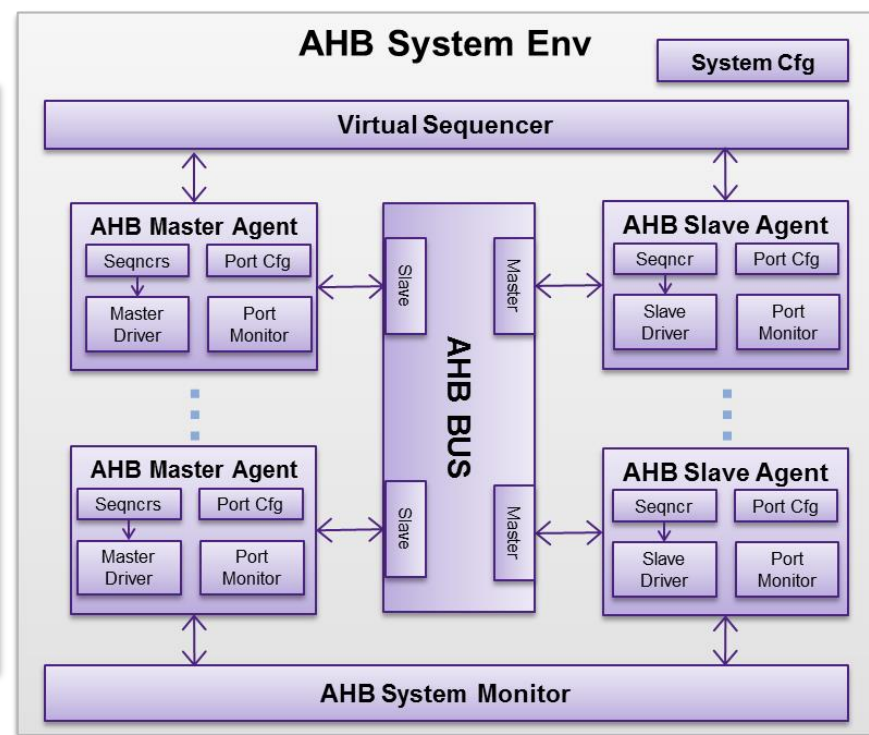 AHB System Env
System Cfg
Virtual Sequencer
AHB Master Agent
Seqncrs
Port Cfg
Master
Driver
Port
Monitor
Slave
Master
AHB BUS
AHB Slave Agent
Seqncr
Port Cfg
Slave
Driver
Port
Monitor
AHB Master Agent
Seqncrs
Port Cfg
Master
Driver
Port
Monitor
Slave
Master
AHB Slave Agent
Seqncr
Port Cfg
Slave
Driver
Port
Monitor
AHB System Monitor